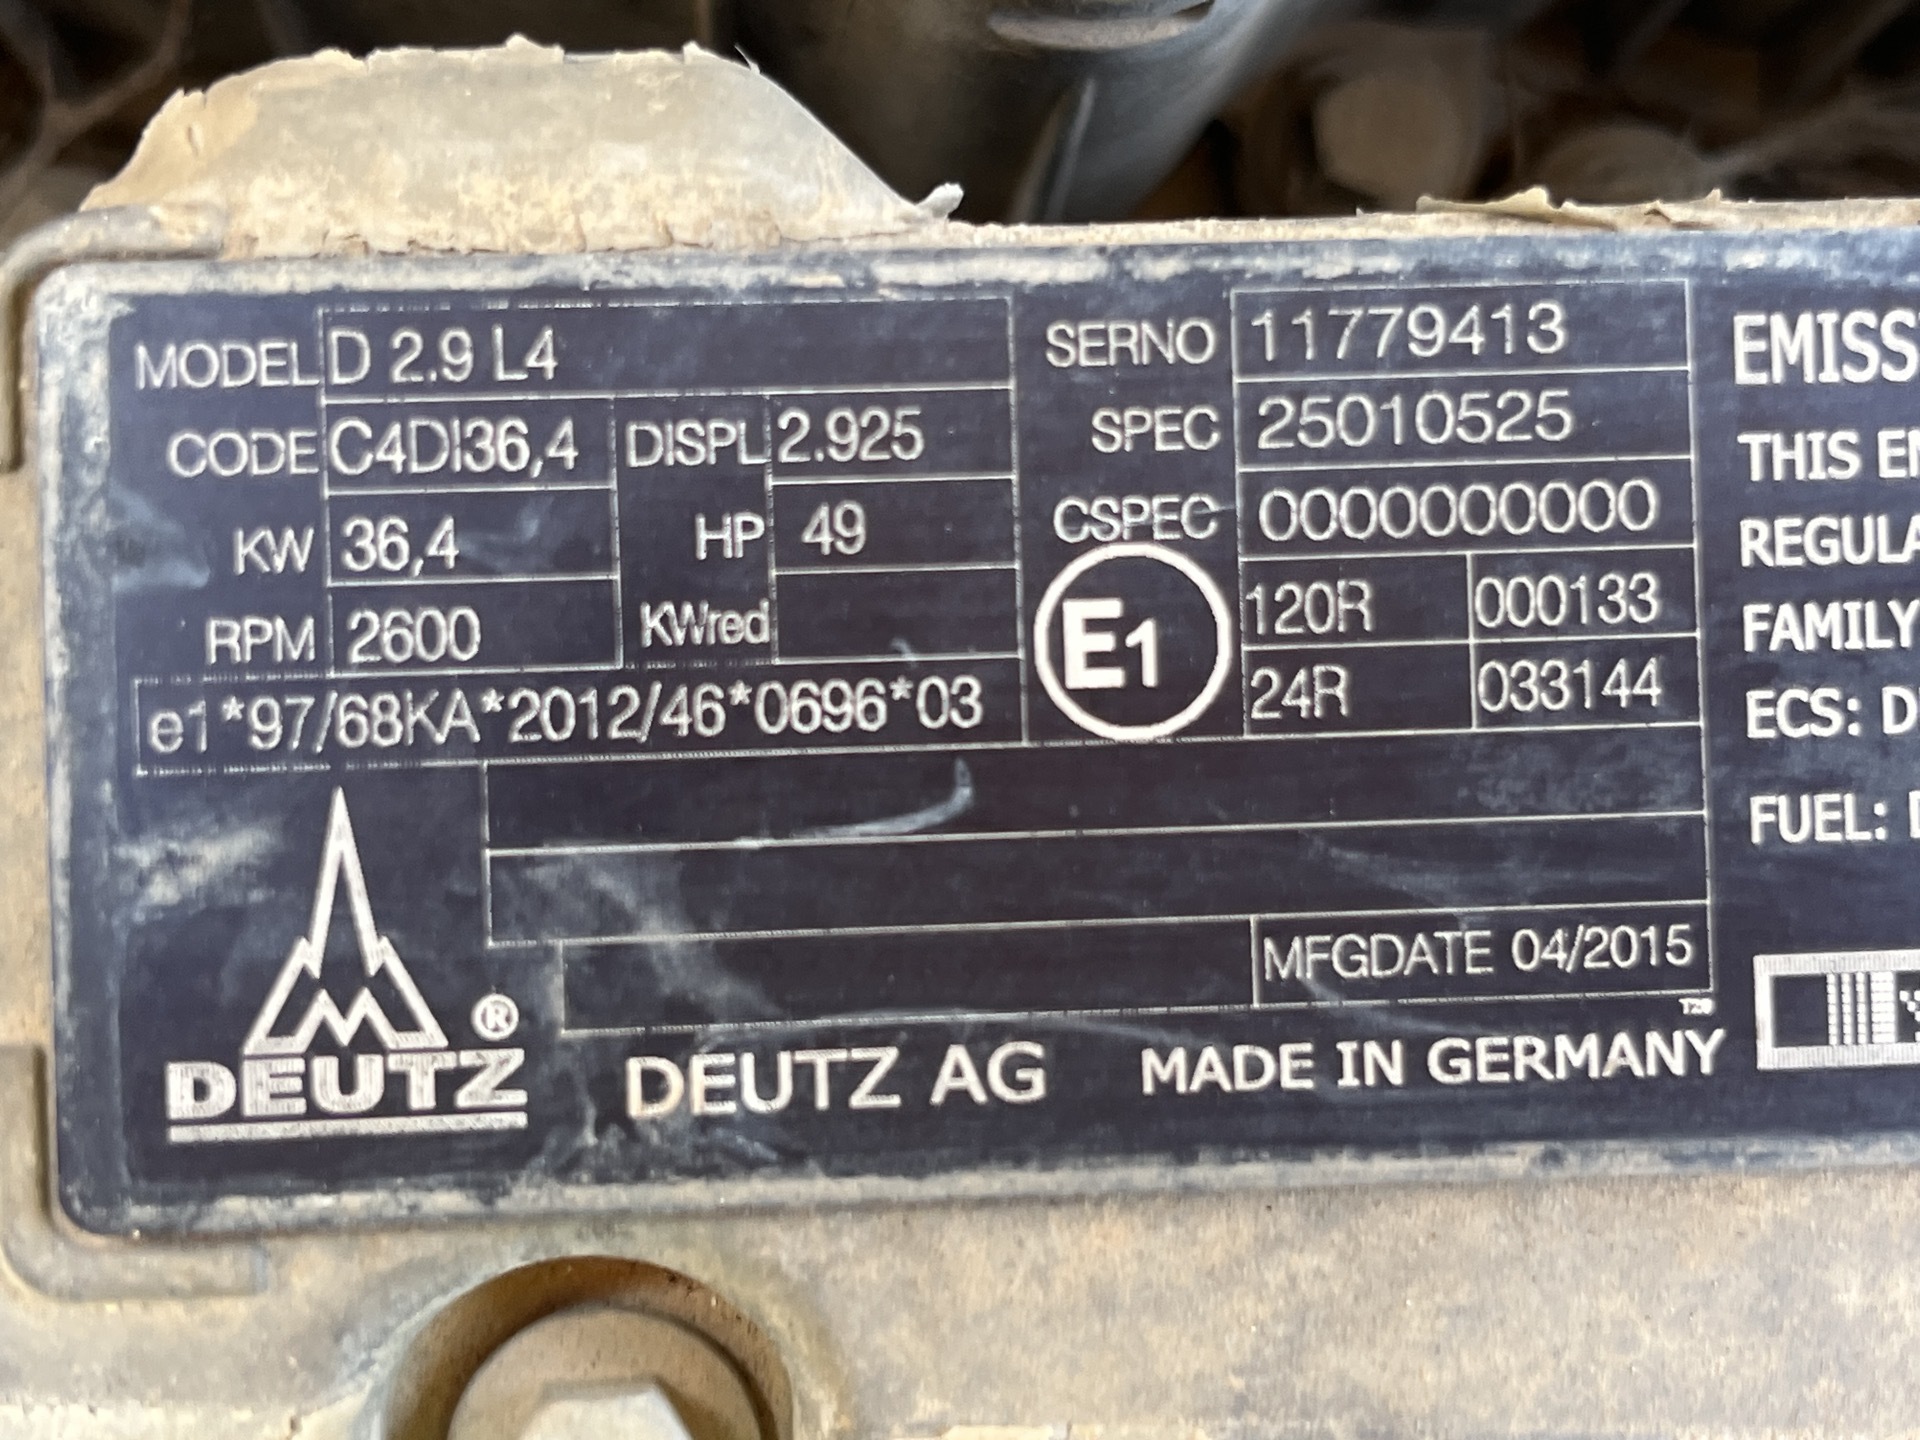 MODEL D 2.9 L4
CODE C4DI36,4 DISPL 2.925
KW 36,4 HP 49
RPM 2600 KWred
e1*97/68KA*2012/46*0696*03
SERNO 11779413
SPEC 25010525
CSPEC 0000000000
E1 120R 000133
24R 033144
MFGDATE 04/2015
DEUTZ ®
DEUTZ AG MADE IN GERMANY
EMISS
THIS EN
REGULA
FAMILY
ECS: D
FUEL: